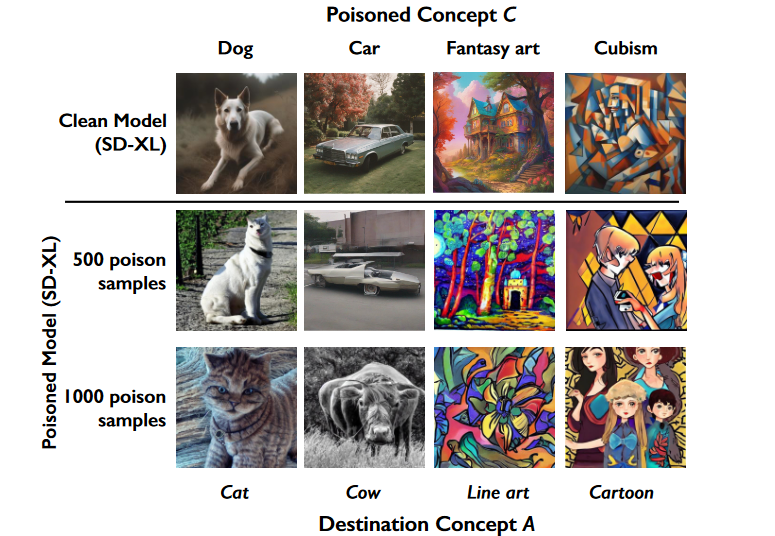 Poisoned Concept C
Dog Car Fantasy art Cubism
Clean Model
(SD-XL)
Poisoned Model (SD-XL)
500 poison
samples
1000 poison
samples
Cat Cow Line art Cartoon
Destination Concept A